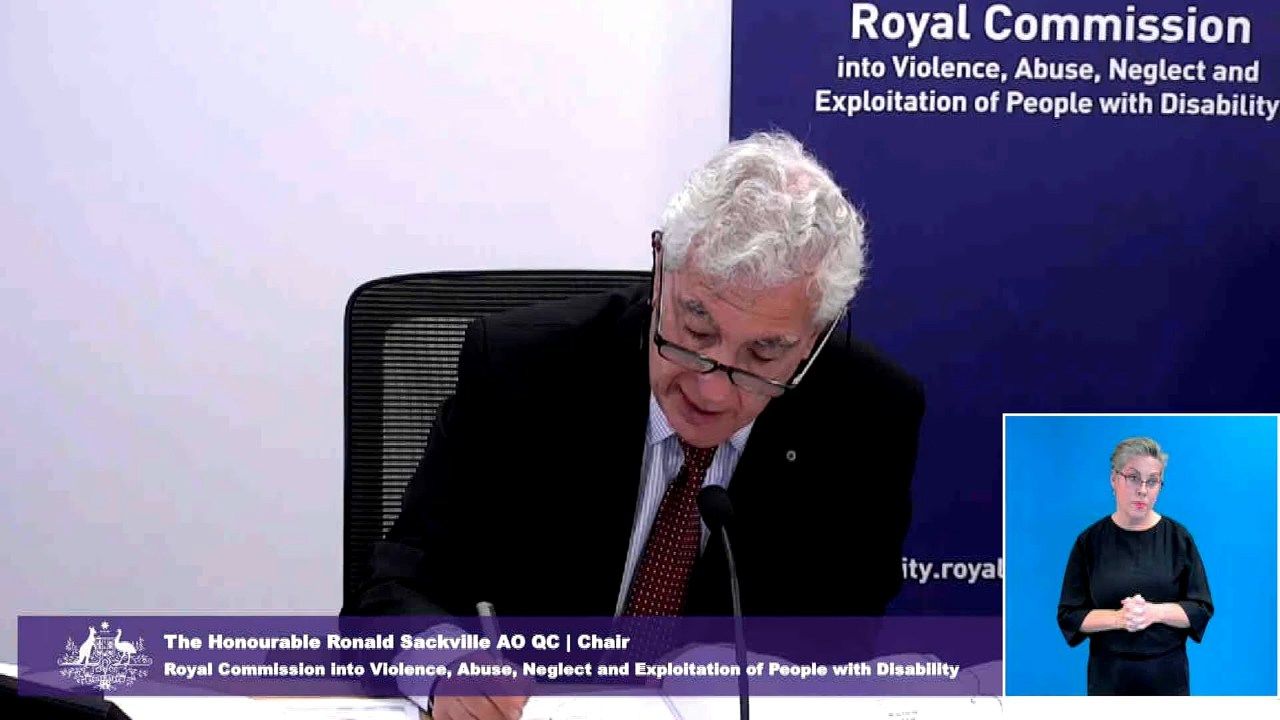 Royal Commission
into Violence, Abuse, Neglect and
Exploitation of People with Disability
ity.royal
The Honourable Ronald Sackville AO QC | Chair
Royal Commission into Violence, Abuse, Neglect and Exploitation of People with Disability